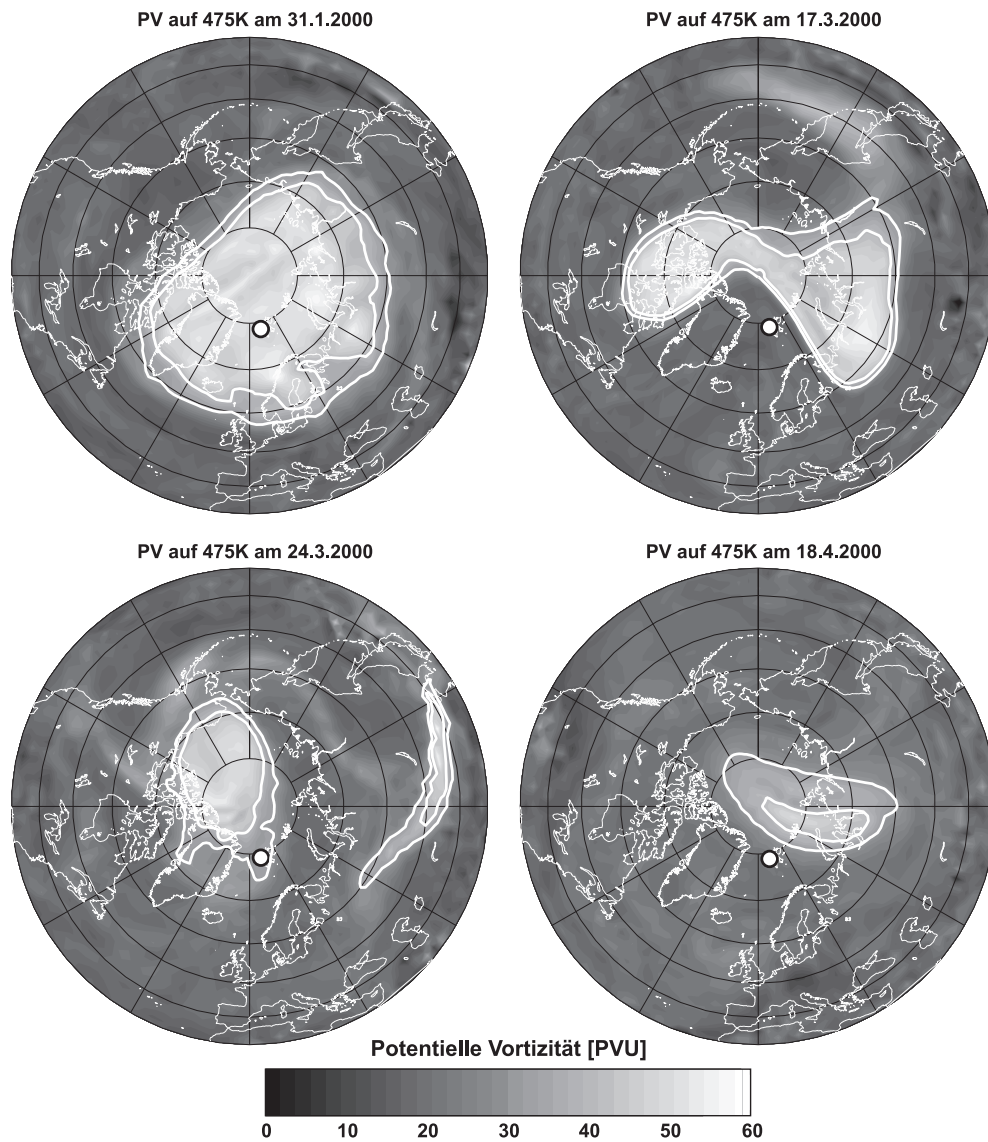 PV auf 475K am 31.1.2000
PV auf 475K am 17.3.2000
PV auf 475K am 24.3.2000
PV auf 475K am 18.4.2000
Potentielle Vortizität [PVU]
0 10 20 30 40 50 60